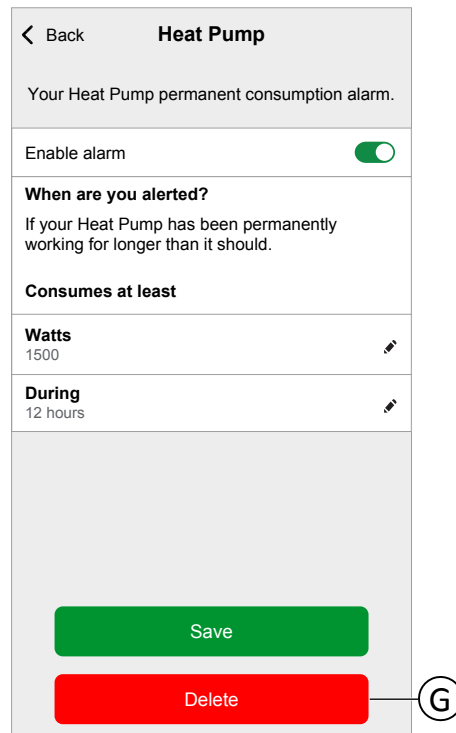 Back
Heat Pump
Your Heat Pump permanent consumption alarm.
Enable alarm
When are you alerted?
If your Heat Pump has been permanently
working for longer than it should.
Consumes at least
Watts
1500
During
12 hours
Save
Delete
G